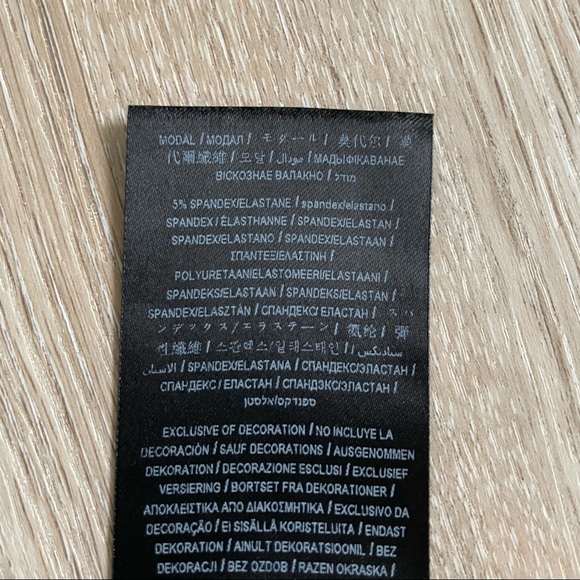 MODAL / МОДАЛ / モダール / 莫代尔 / 莫
代爾纖維 / 모달 / مودال / МАДЫФІКАВАНАЕ
ВІСКОЗНАЕ ВАЛАКНО / מודל
5% SPANDEX/ELASTANE / spandex/elastano /
SPANDEX / ÉLASTHANNE / SPANDEX/ELASTAN /
SPANDEX/ELASTANO / SPANDEX/ELASTAAN /
ΣΠΑΝΤΕΞ/ΕΛΑΣΤΙΝΗ /
POLYURETAANI/ELASTOMEERI/ELASTAANI /
SPANDEKS/ELASTAAN / SPANDEKS/ELASTAN /
SPANDEX/ELASZTÁN / СПАНДЕКС/ ЕЛАСТАН / スパ
ンデックス/エラステーン / 氨纶 / 彈
性纖維 / 스판덱스/일래스테인 / سباندكس/
الاستان / SPANDEX/ELASTANA / СПАНДЕКС/ЭЛАСТАН /
СПАНДЕКС / ЕЛАСТАН / СПАНДЭКС/ЭЛАСТАН /
ספנדקס/אלסטן
EXCLUSIVE OF DECORATION / NO INCLUYE LA
DECORACIÓN / SAUF DECORATIONS / AUSGENOMMEN
DEKORATION / DECORAZIONE ESCLUSI / EXCLUSIEF
VERSIERING / BORTSET FRA DEKORATIONER /
ΑΠΟΚΛΕΙΣΤΙΚΑ ΑΠΟ ΔΙΑΚΟΣΜΗΤΙΚΑ / EXCLUSIVO DA
DECORAÇÃO / EI SISÄLLÄ KORISTELUITA / ENDAST
DEKORATION / AINULT DEKORATSIOONIL / BEZ
DEKORACJI / BEZ OZDOB / RAZEN OKRASKA /